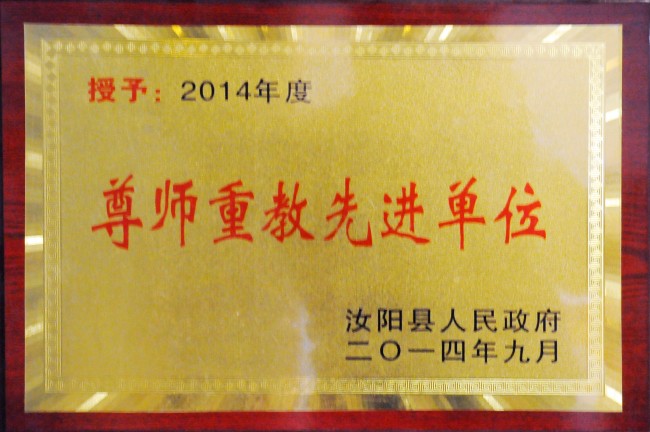 授予：2014年度
尊师重教先进单位
汝阳县人民政府
二〇一四年九月